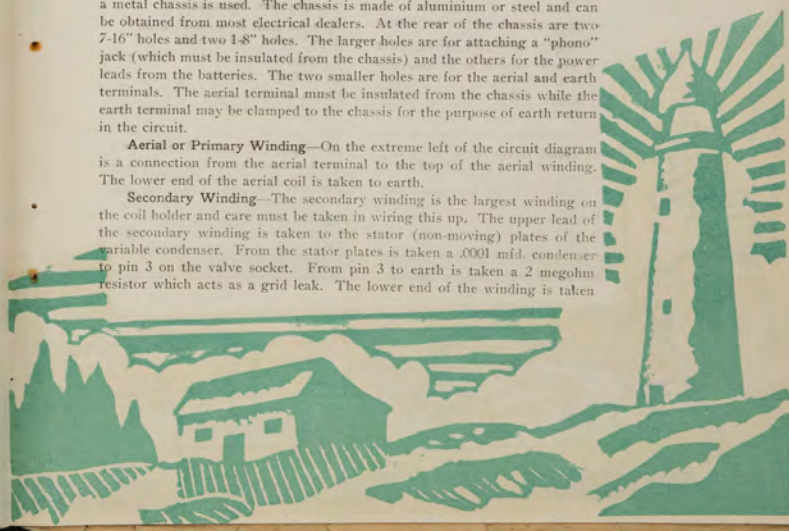 a metal chassis is used. The chassis is made of aluminium or steel and can
be obtained from most electrical dealers. At the rear of the chassis are two
7-16" holes and two 1-8" holes. The larger holes are for attaching a "phono"
jack (which must be insulated from the chassis) and the others for the power
leads from the batteries. The two smaller holes are for the aerial and earth
terminals. The aerial terminal must be insulated from the chassis while the
earth terminal may be clamped to the chassis for the purpose of earth return
in the circuit.
Aerial or Primary Winding—On the extreme left of the circuit diagram
is a connection from the aerial terminal to the top of the aerial winding.
The lower end of the aerial coil is taken to earth.
Secondary Winding—The secondary winding is the largest winding on
the coil holder and care must be taken in wiring this up. The upper lead of
the secondary winding is taken to the stator (non-moving) plates of the
variable condenser. From the stator plates is taken a .0001 mfd. condenser
to pin 3 on the valve socket. From pin 3 to earth is taken a 2 megohm
resistor which acts as a grid leak. The lower end of the winding is taken